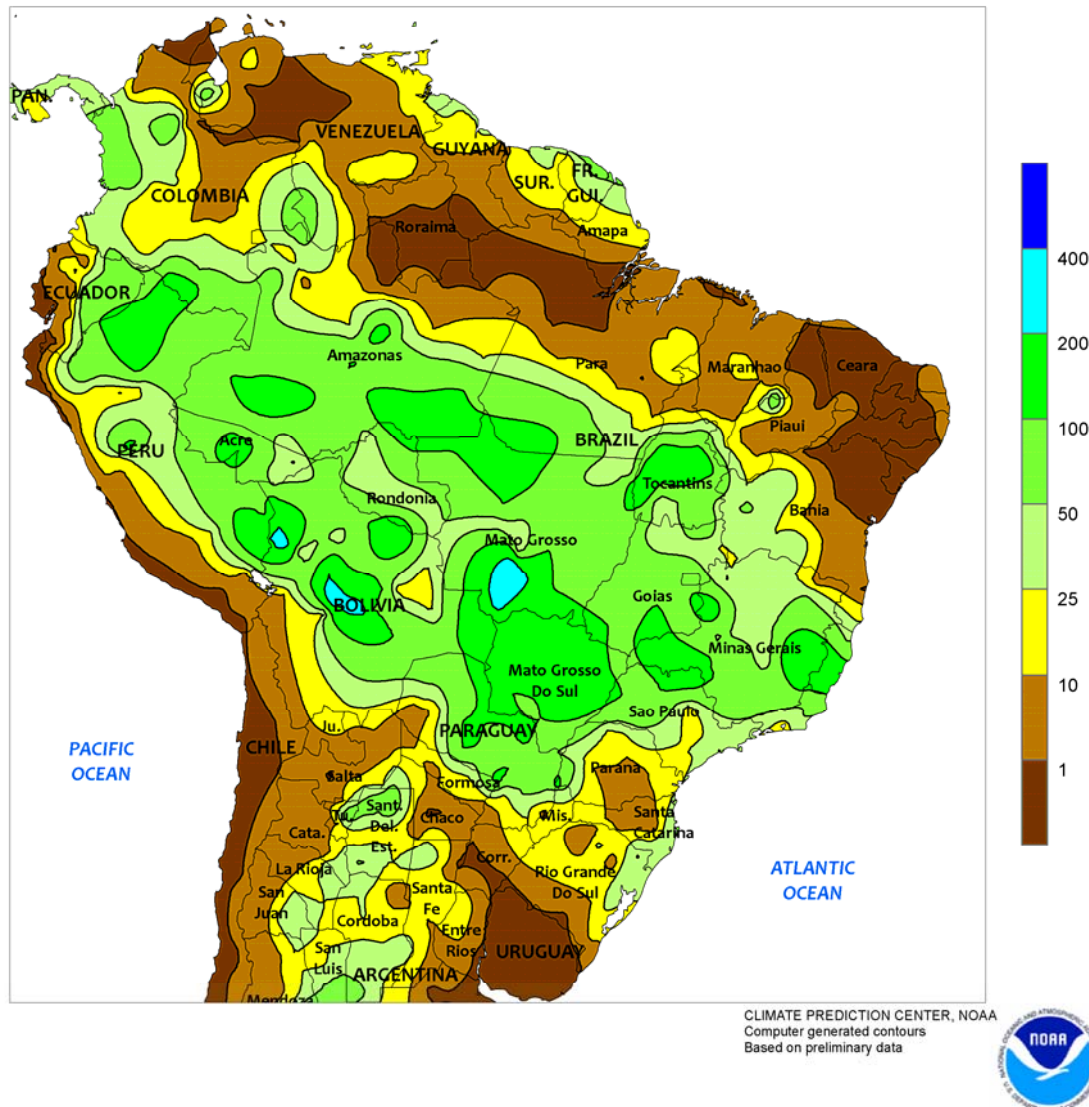 PAN.
VENEZUELA
GUYANA
COLOMBIA
SUR.
FR.
GUI.
Amapa
Roraima
ECUADOR
Amazonas
Para
Maranhao
Ceara
Piaui
PERU
Acre
BRAZIL
Tocantins
Rondonia
Bahia
Mato Grosso
BOLIVIA
Goias
Minas Gerais
Mato Grosso
Do Sul
Sao Paulo
Ju.
PARAGUAY
CHILE
PACIFIC
OCEAN
Salta
Formosa
Parana
Tu.
Sant.
Del.
Est.
Chaco
Mis.
Santa
Catarina
Cata.
La Rioja
Corr.
Rio Grande
Do Sul
ATLANTIC
OCEAN
San
Juan
Santa
Fe
Cordoba
Entre
Rios
URUGUAY
San
Luis
ARGENTINA
Mendoza
400
200
100
50
25
10
1
CLIMATE PREDICTION CENTER, NOAA
Computer generated contours
Based on preliminary data
NOAA